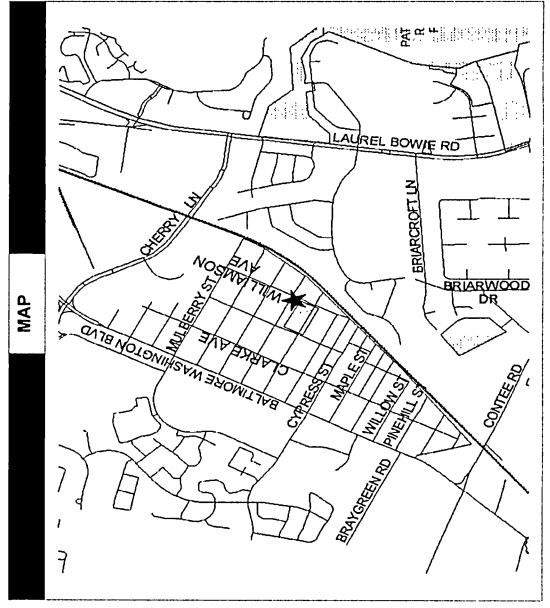 MAP
PAT
R
F
LAUREL BOWIE RD
CHERRY LN
BRIARCROFT LN
WILLIAMSON
AVE
MULBERRY ST
BRIARWOOD
DR
CLARKE AVE
BALTIMORE WASHINGTON BLVD
CYPRESS ST
MAPLE ST
WILLOW ST
PINEHILL ST
CONTEE RD
BRAYGREEN RD